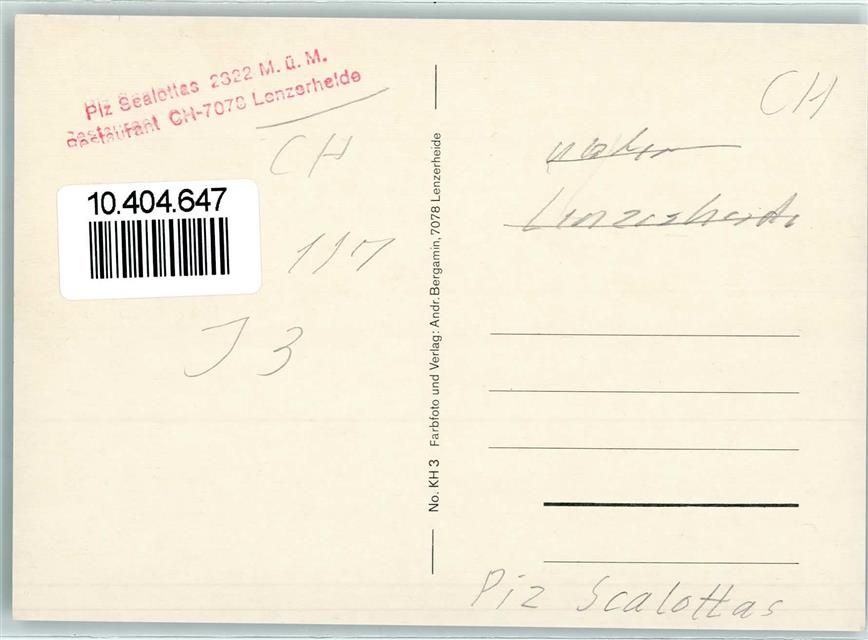 Piz Scalottas 2322 M. ü. M.
Restaurant CH-7078 Lenzerheide
CH
10.404.647
117
J 3
No. KH 3 Farbfoto und Verlag: Andr. Bergamin, 7078 Lenzerheide
CH
Lenzerheide
Piz Scalottas